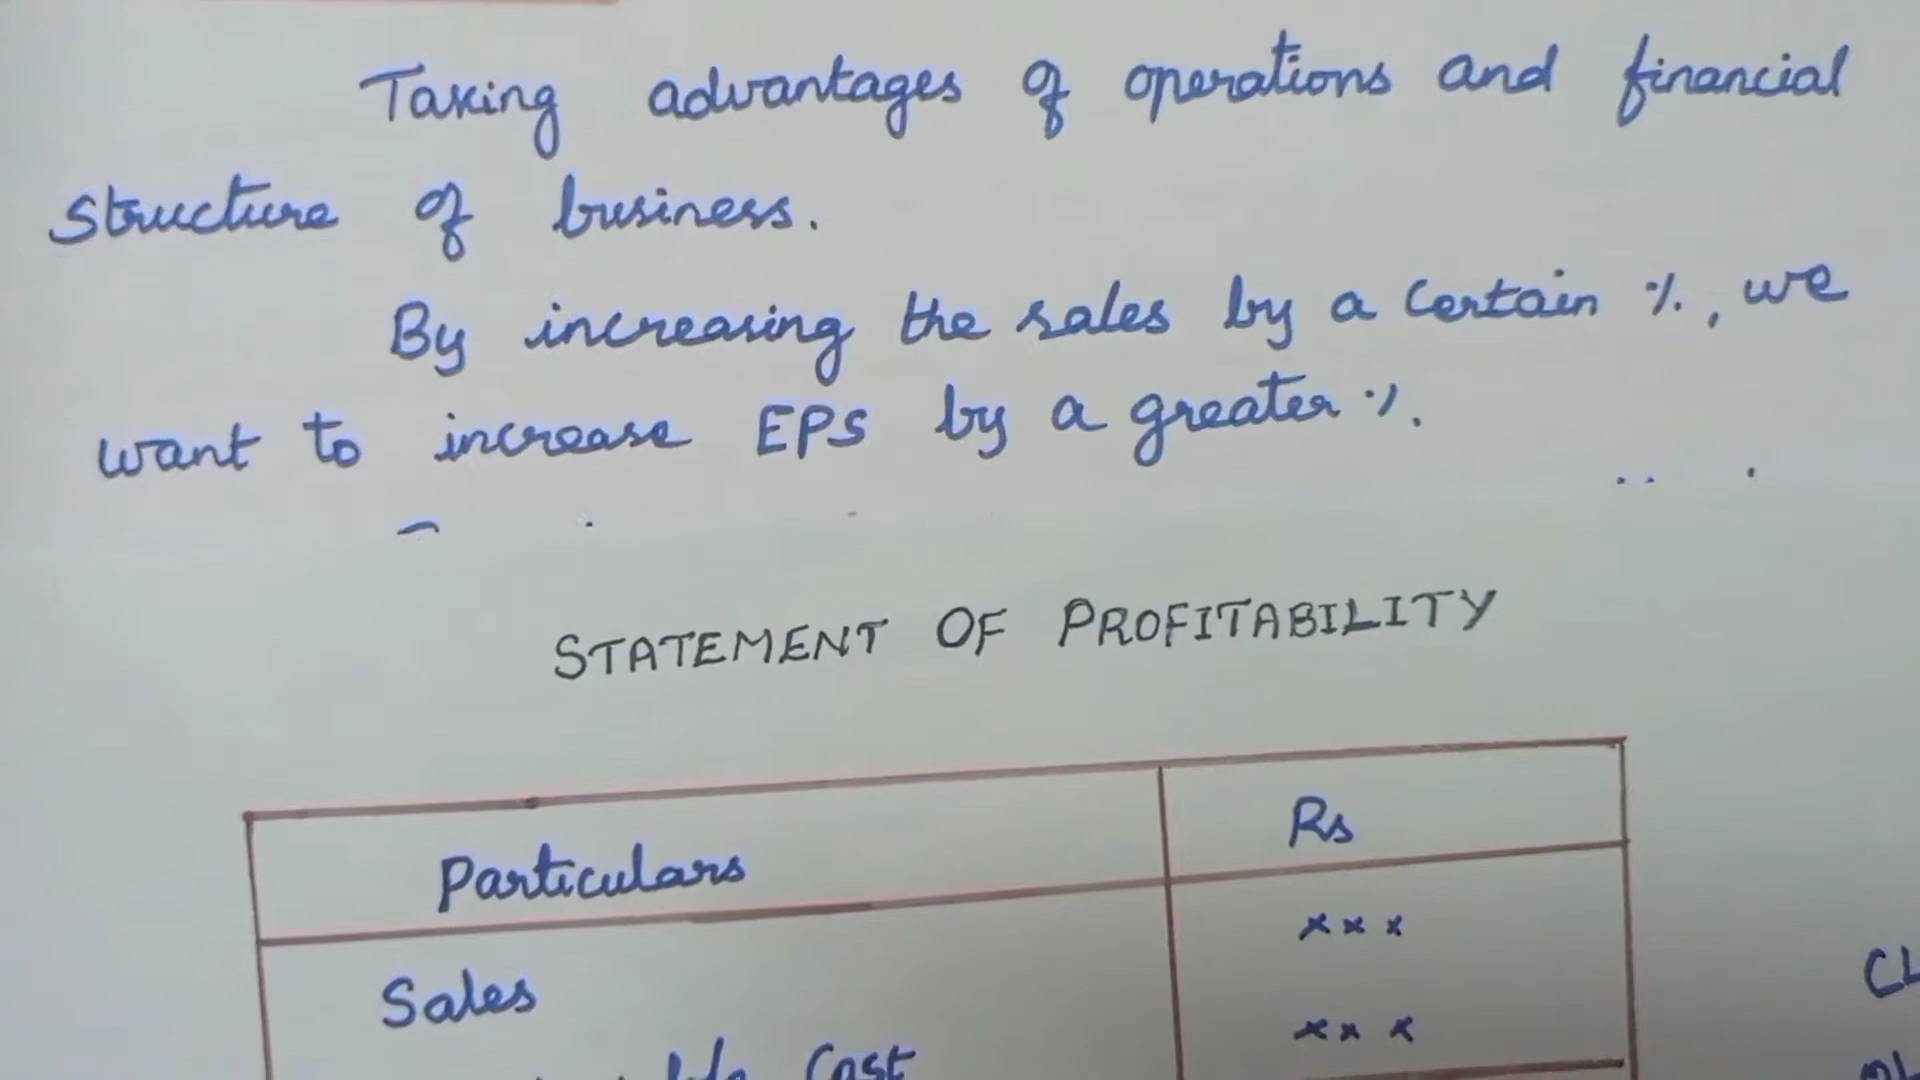 Taking advantages of operations and financial
structure of business.
By increasing the sales by a certain %, we
want to increase EPS by a greater %.
STATEMENT OF PROFITABILITY
Particulars Rs
Sales xxx
Cost xxx
CL